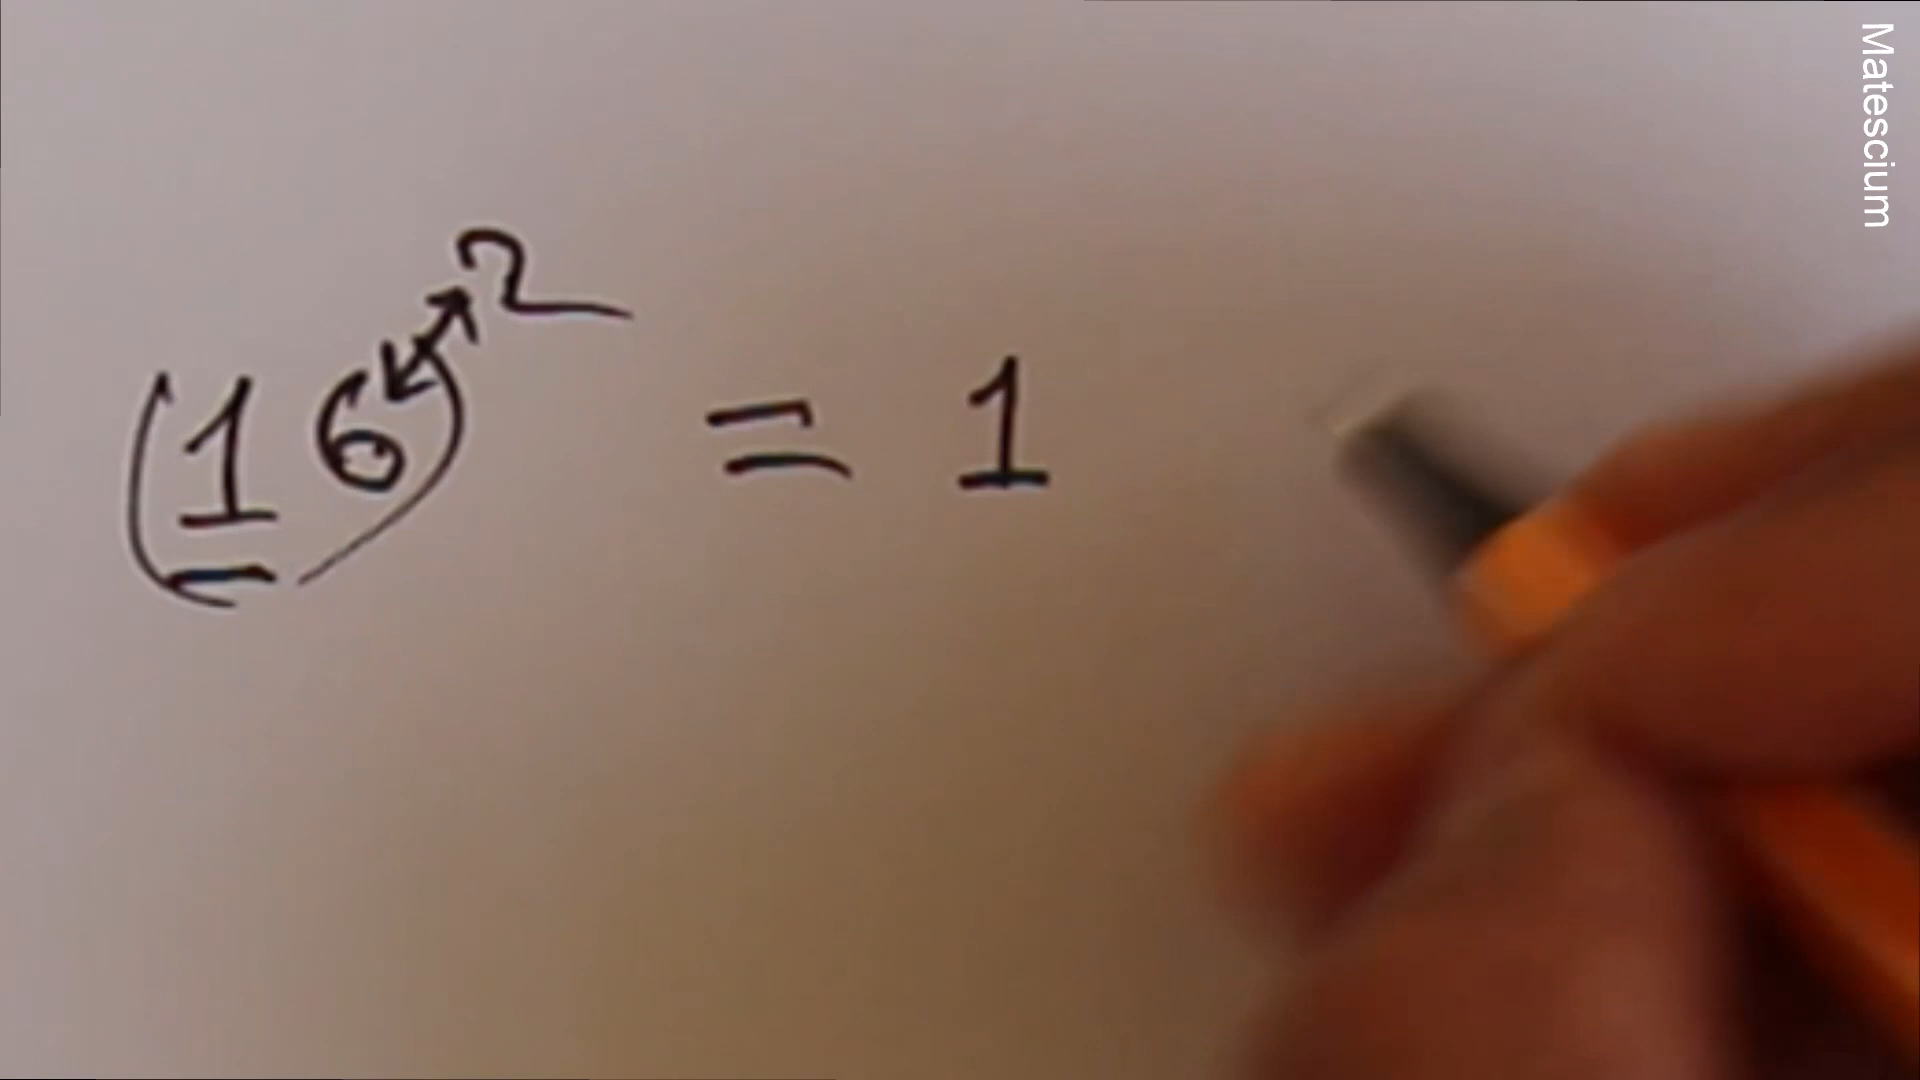 (16)² = 1
Matescium